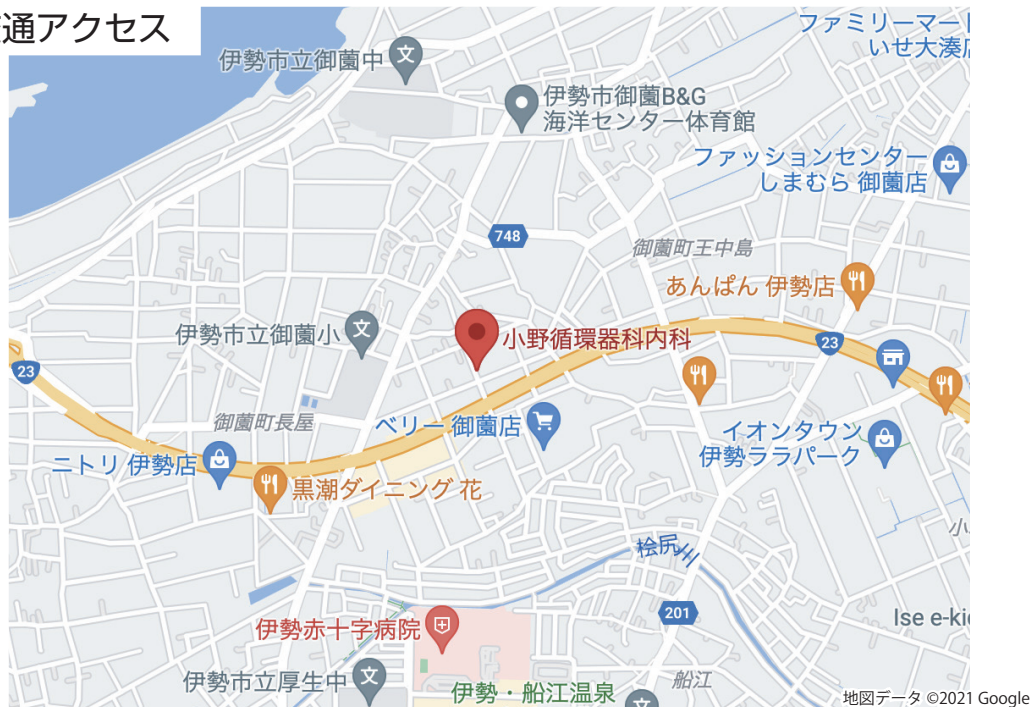 通アクセス
ファミリーマート
いせ大湊店
伊勢市立御薗中
伊勢市御薗B&G
海洋センター体育館
ファッションセンター
しまむら 御薗店
748
御薗町王中島
あんぱん 伊勢店
伊勢市立御薗小
小野循環器科内科
23
23
御薗町長屋
ベリー 御薗店
イオンタウン
伊勢ララパーク
ニトリ 伊勢店
黒潮ダイニング 花
桧尻川
小
201
Ise e-ki
伊勢赤十字病院
伊勢市立厚生中
伊勢・船江温泉
船江
地図データ ©2021 Google